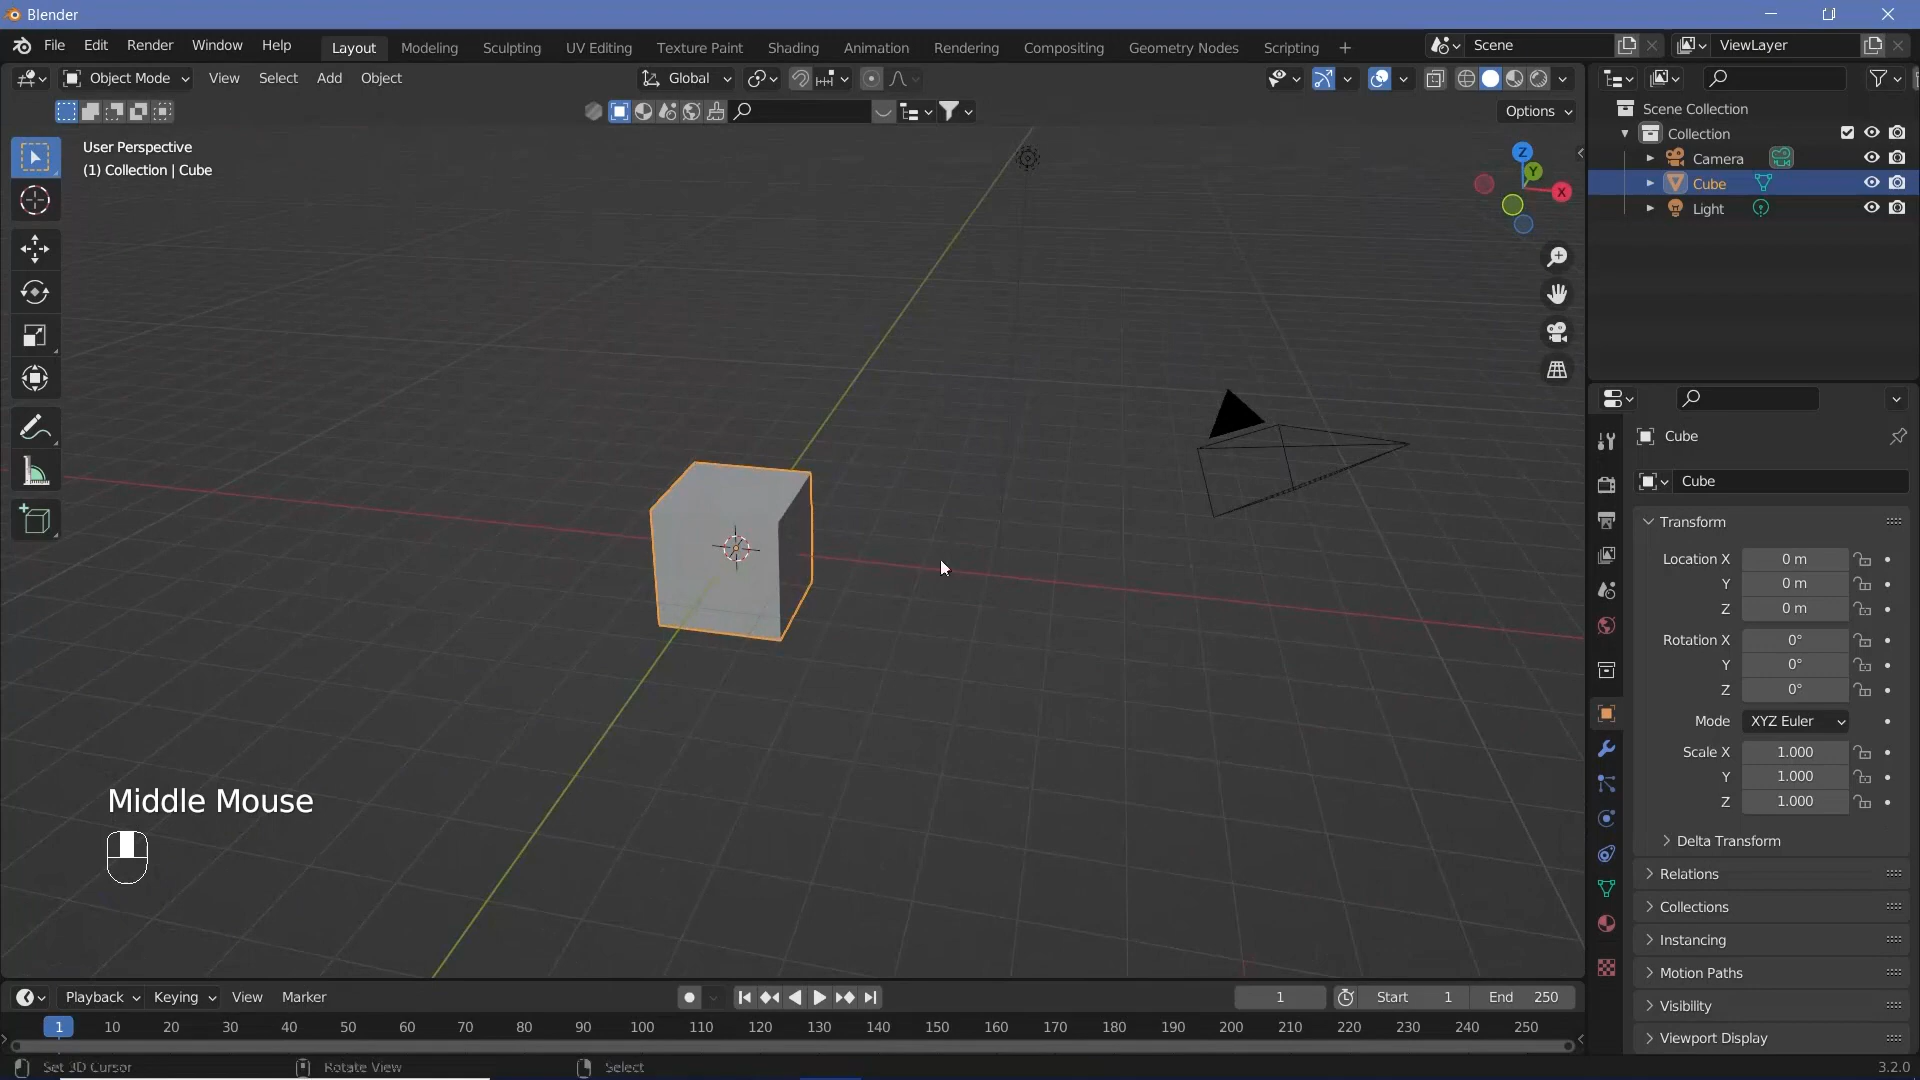 Blender
File Edit Render Window Help Layout Modeling Sculpting UV Editing Texture Paint Shading Animation Rendering Compositing Geometry Nodes Scripting + Scene ViewLayer
Object Mode View Select Add Object Global
Options
User Perspective
(1) Collection | Cube
Z
Y
X
Scene Collection
Collection
Camera
Cube
Light
Cube
Cube
Transform
Location X 0 m
Y 0 m
Z 0 m
Rotation X 0°
Y 0°
Z 0°
Mode XYZ Euler
Scale X 1.000
Y 1.000
Z 1.000
Delta Transform
Relations
Collections
Instancing
Motion Paths
Visibility
Viewport Display
Middle Mouse
Playback Keying View Marker 1 Start 1 End 250
1 10 20 30 40 50 60 70 80 90 100 110 120 130 140 150 160 170 180 190 200 210 220 230 240 250
Set 3D Cursor Rotate View Select 3.2.0